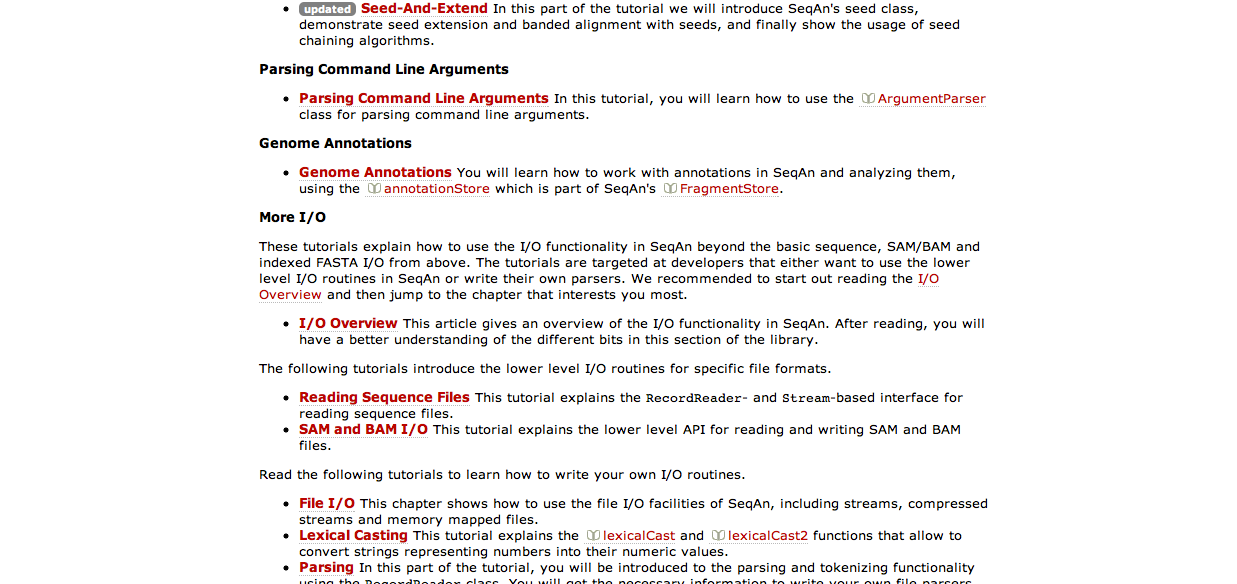 updated Seed-And-Extend In this part of the tutorial we will introduce SeqAn's seed class,
demonstrate seed extension and banded alignment with seeds, and finally show the usage of seed
chaining algorithms.
Parsing Command Line Arguments
Parsing Command Line Arguments In this tutorial, you will learn how to use the ArgumentParser
class for parsing command line arguments.
Genome Annotations
Genome Annotations You will learn how to work with annotations in SeqAn and analyzing them,
using the annotationStore which is part of SeqAn's FragmentStore.
More I/O
These tutorials explain how to use the I/O functionality in SeqAn beyond the basic sequence, SAM/BAM and
indexed FASTA I/O from above. The tutorials are targeted at developers that either want to use the lower
level I/O routines in SeqAn or write their own parsers. We recommended to start out reading the I/O
Overview and then jump to the chapter that interests you most.
I/O Overview This article gives an overview of the I/O functionality in SeqAn. After reading, you will
have a better understanding of the different bits in this section of the library.
The following tutorials introduce the lower level I/O routines for specific file formats.
Reading Sequence Files This tutorial explains the RecordReader- and Stream-based interface for
reading sequence files.
SAM and BAM I/O This tutorial explains the lower level API for reading and writing SAM and BAM
files.
Read the following tutorials to learn how to write your own I/O routines.
File I/O This chapter shows how to use the file I/O facilities of SeqAn, including streams, compressed
streams and memory mapped files.
Lexical Casting This tutorial explains the lexicalCast and lexicalCast2 functions that allow to
convert strings representing numbers into their numeric values.
Parsing In this part of the tutorial, you will be introduced to the parsing and tokenizing functionality
using the RecordReader class. You will get the necessary information to write your own file parsers.